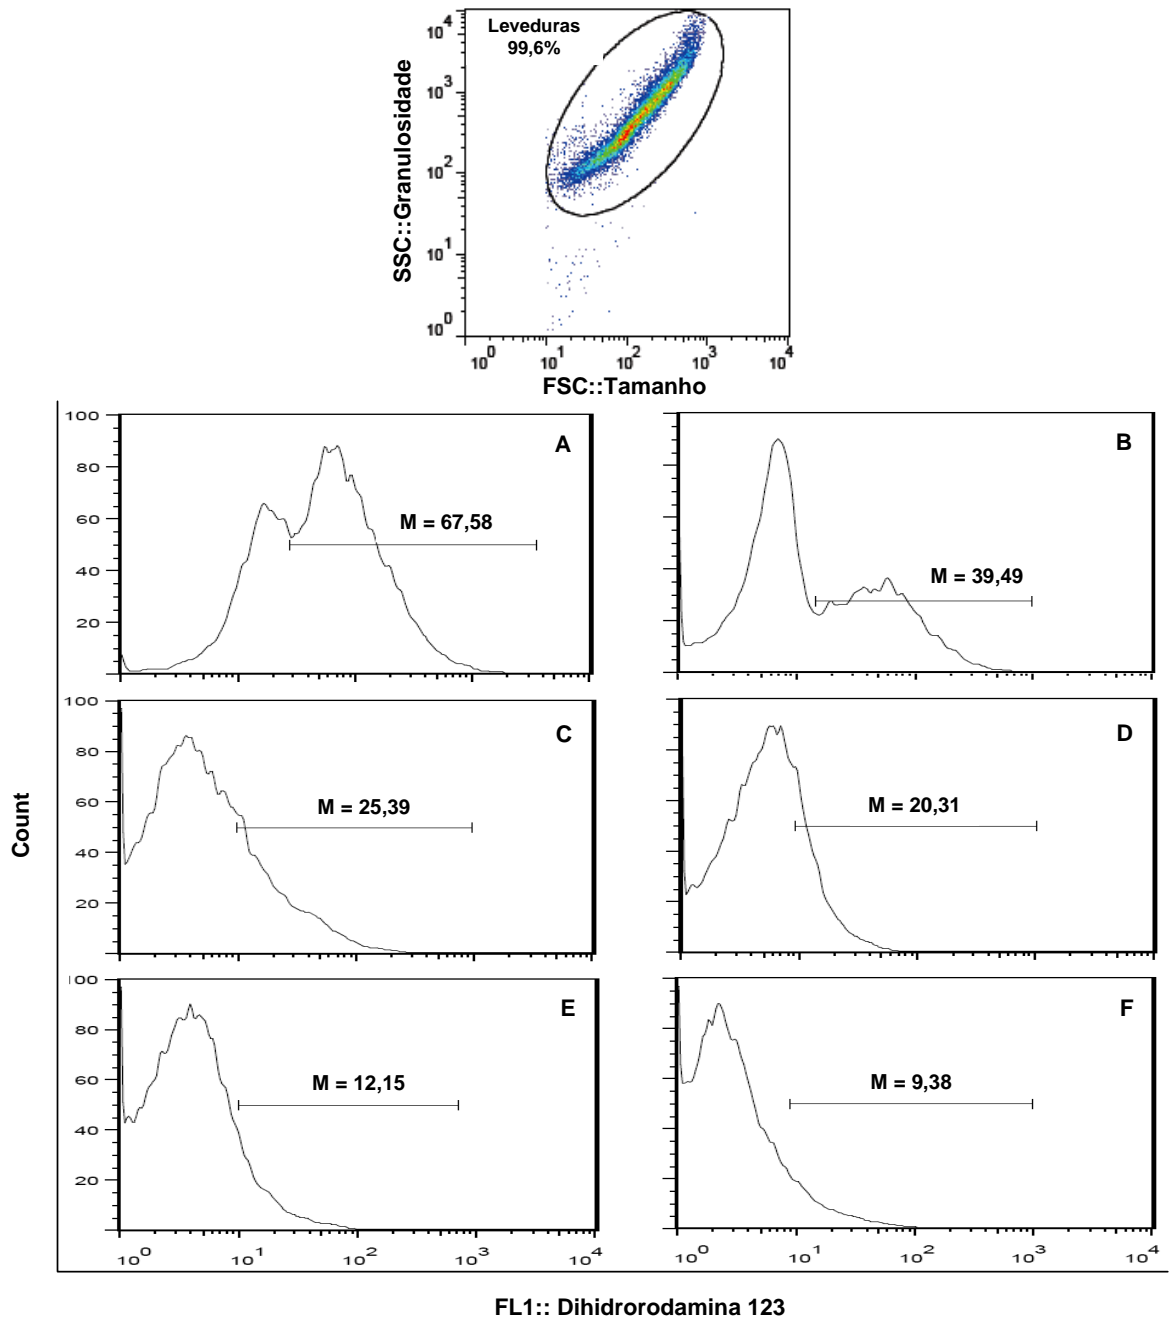 Leveduras
99,6%
SSC::Granulosidade
10⁴
10³
10²
10¹
10⁰
10⁰ 10¹ 10² 10³ 10⁴
FSC::Tamanho
100
80
60
40
20
A
M = 67,58
B
M = 39,49
100
80
60
40
20
C
M = 25,39
D
M = 20,31
Count
100
80
60
40
20
E
M = 12,15
F
M = 9,38
10⁰ 10¹ 10² 10³ 10⁴
10⁰ 10¹ 10² 10³ 10⁴
FL1:: Dihidrorodamina 123